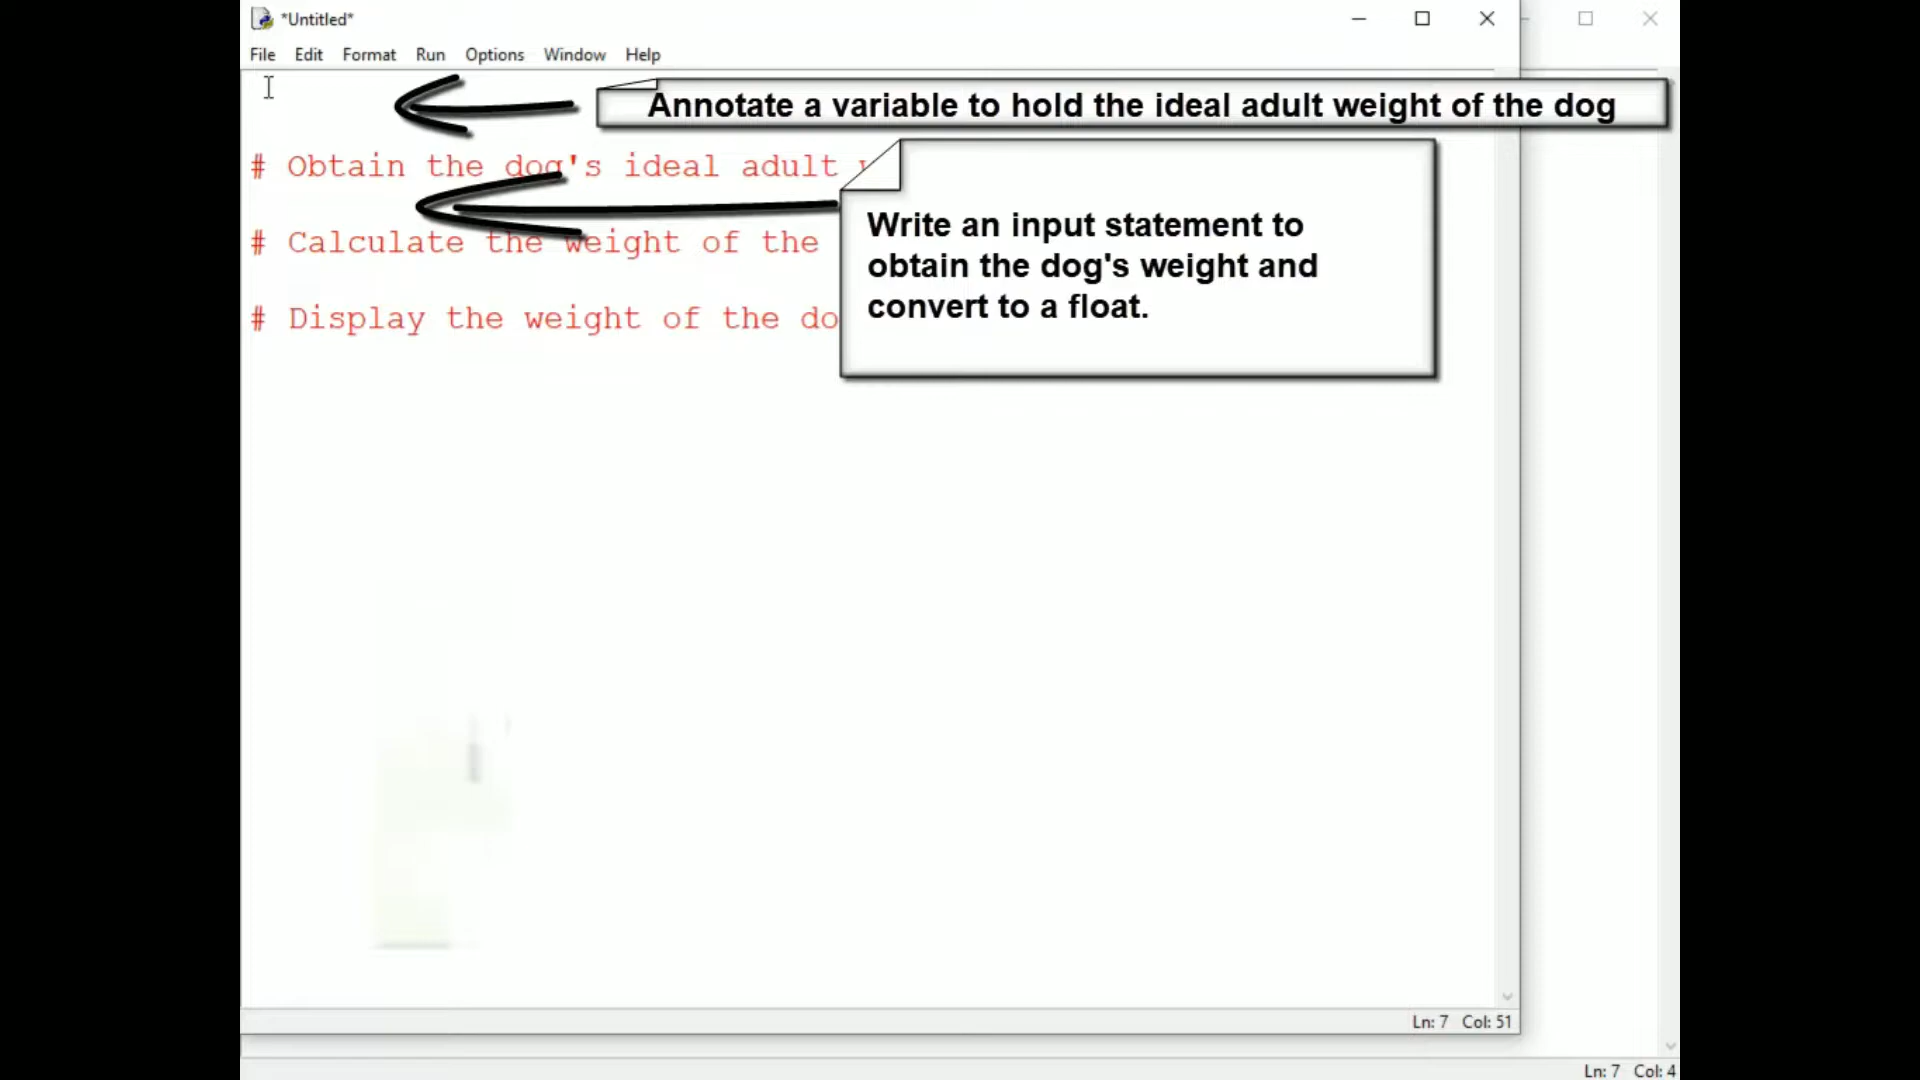 *Untitled*
File Edit Format Run Options Window Help
Annotate a variable to hold the ideal adult weight of the dog
# Obtain the dog's ideal adult
Write an input statement to
obtain the dog's weight and
convert to a float.
# Calculate the weight of the
# Display the weight of the do
Ln: 7 Col: 51
Ln: 7 Col: 4